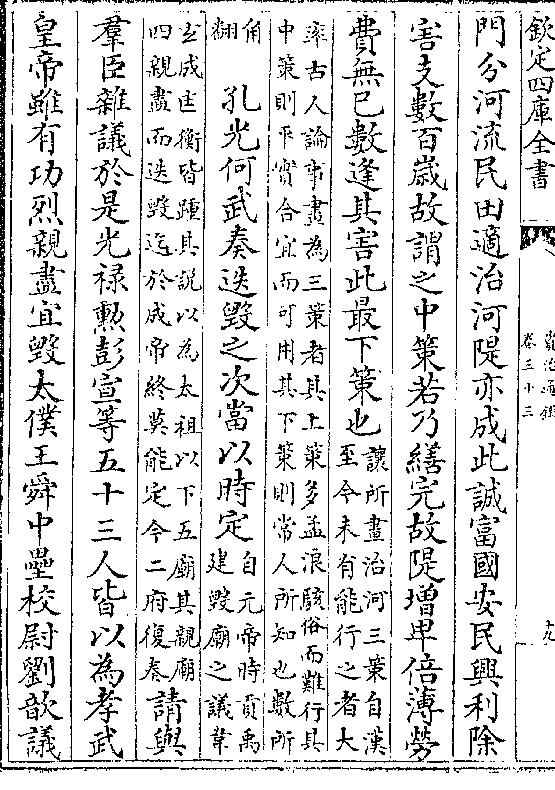 欽定四庫全書
資治通鑑
卷三十三
十九
門分河流民田適治河隄亦成此誠富國安民興利除
害支數百歲故謂之中策若乃繕完故隄增卑倍薄勞
費無已數逢其害此最下策也
讓所畫治河三策自漢
至今未有能行之者大
率古人論事畫為三策者其上策多孟浪駭俗而難行其
中策則平實合宜而可用其下策則常人所知也數所
角
翻
孔光何武奏迭毀之次當以時定
自元帝時貢禹
建毀廟之議韋
玄成匡衡皆踵其說以為太祖以下五廟其親廟
四親盡而迭毀迄於成帝終莫能定今二府復奏
請與
羣臣雜議於是光祿勲彭宣等五十三人皆以為孝武
皇帝雖有功烈親盡宜毀太僕王舜中壘校尉劉歆議